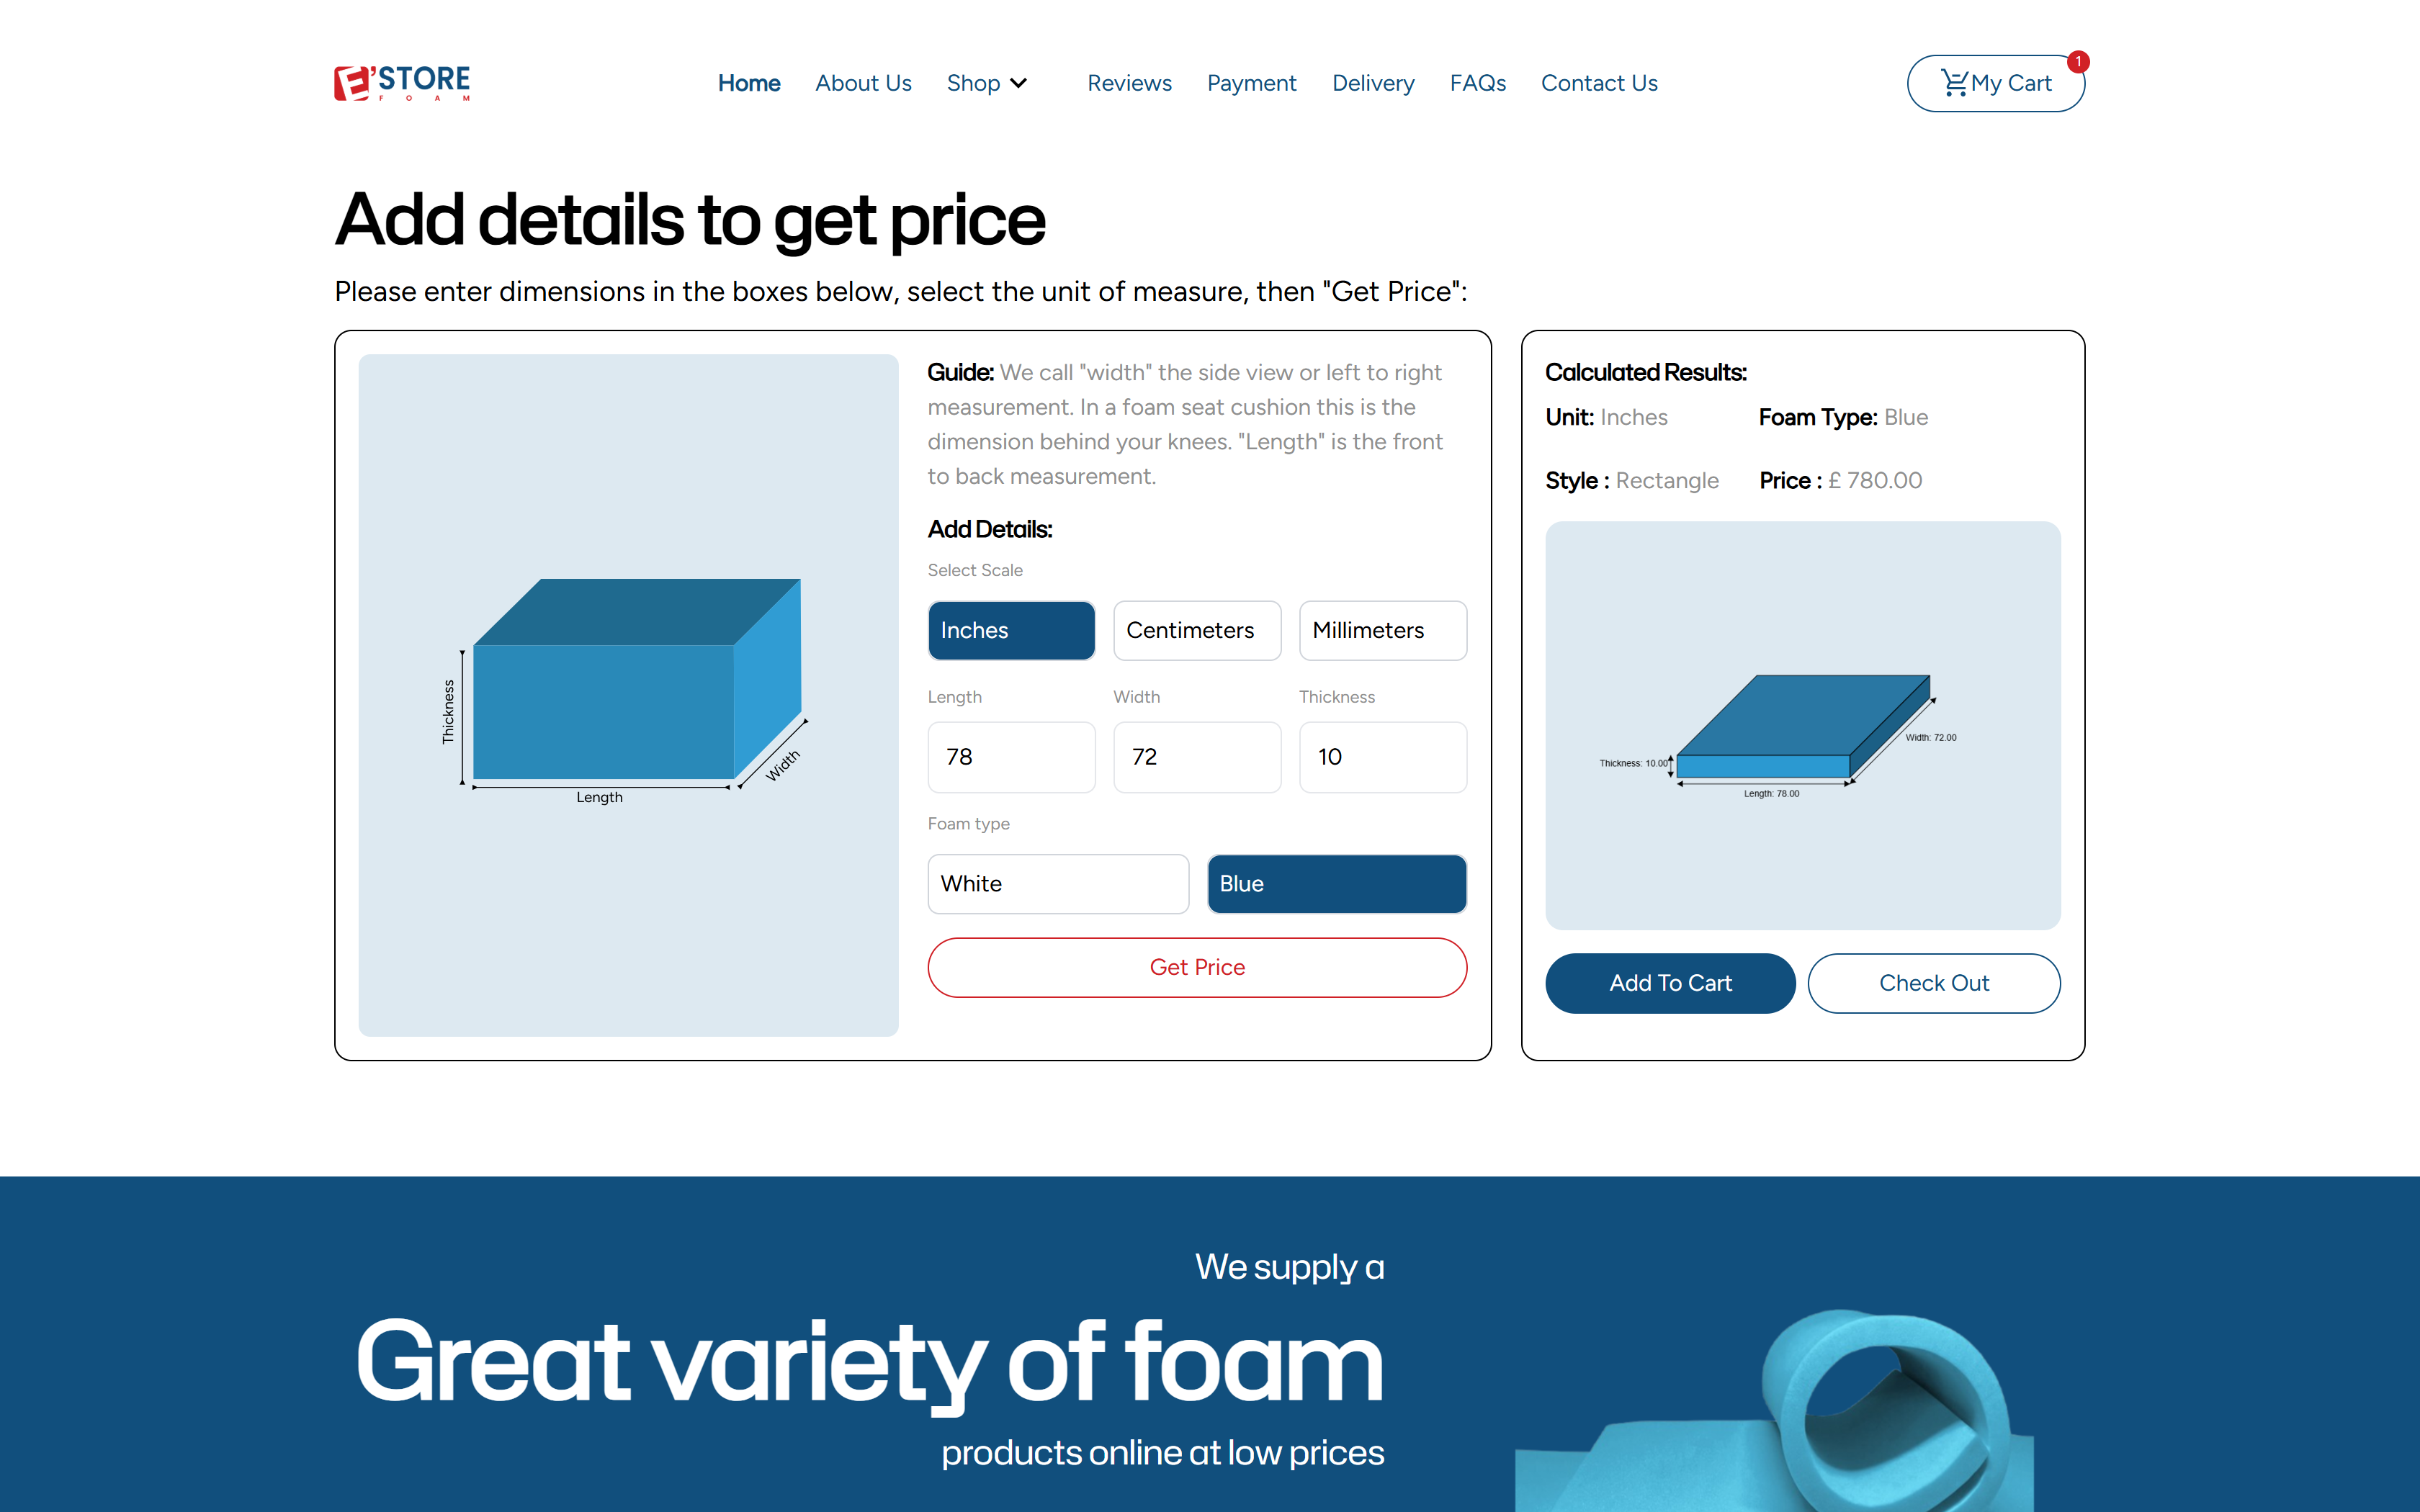 E'STORE
FOAM
Home
About Us
Shop
Reviews
Payment
Delivery
FAQs
Contact Us
My Cart
1
Add details to get price
Please enter dimensions in the boxes below, select the unit of measure, then "Get Price":
Thickness
Length
Width
Guide: We call "width" the side view or left to right
measurement. In a foam seat cushion this is the
dimension behind your knees. "Length" is the front
to back measurement.
Add Details:
Select Scale
Inches
Centimeters
Millimeters
Length
Width
Thickness
78
72
10
Foam type
White
Blue
Get Price
Calculated Results:
Unit: Inches
Foam Type: Blue
Style : Rectangle
Price : £ 780.00
Width: 72.00
Thickness: 10.00
Length: 78.00
Add To Cart
Check Out
We supply a
Great variety of foam
products online at low prices